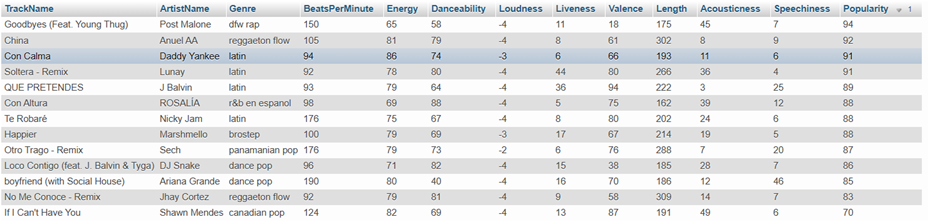 TrackName ArtistName Genre BeatsPerMinute Energy Danceability Loudness Liveness Valence Length Acousticness Speechiness Popularity 1
Goodbyes (Feat. Young Thug) Post Malone dfw rap 150 65 58 -4 11 18 175 45 7 94
China Anuel AA reggaeton flow 105 81 79 -4 8 61 302 8 9 92
Con Calma Daddy Yankee latin 94 86 74 -3 6 66 193 11 6 91
Soltera - Remix Lunay latin 92 78 80 -4 44 80 266 36 4 91
QUE PRETENDES J Balvin latin 93 79 64 -4 36 94 222 3 25 89
Con Altura ROSALÍA r&b en espanol 98 69 88 -4 5 75 162 39 12 88
Te Robaré Nicky Jam latin 176 75 67 -4 8 80 202 24 6 88
Happier Marshmello brostep 100 79 69 -3 17 67 214 19 5 88
Otro Trago - Remix Sech panamanian pop 176 79 73 -2 6 76 288 7 20 87
Loco Contigo (feat. J. Balvin & Tyga) DJ Snake dance pop 96 71 82 -4 15 38 185 28 7 86
boyfriend (with Social House) Ariana Grande dance pop 190 80 40 -4 16 70 186 12 46 85
No Me Conoce - Remix Jhay Cortez reggaeton flow 92 79 81 -4 9 58 309 14 7 83
If I Can't Have You Shawn Mendes canadian pop 124 82 69 -4 13 87 191 49 6 70